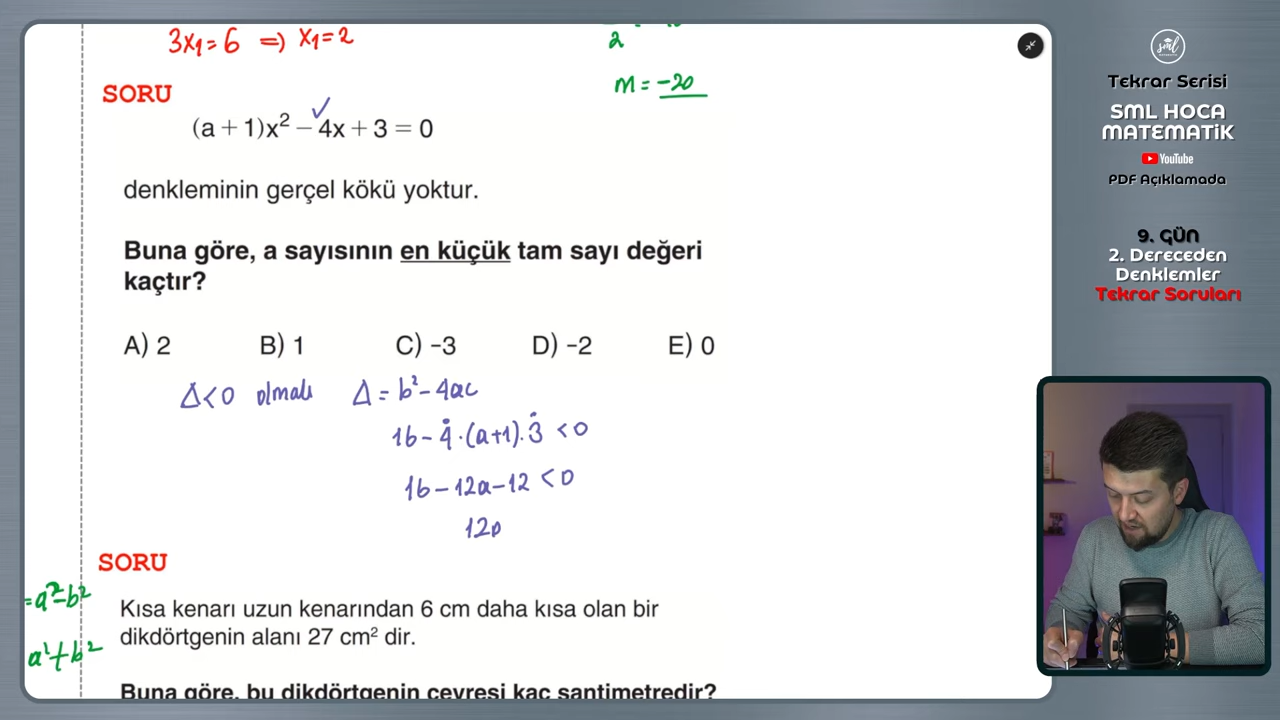 3x₁ = 6 ⇒ x₁ = 2
2
m = -20
SORU
(a + 1)x² - 4x + 3 = 0
denkleminin gerçel kökü yoktur.
Buna göre, a sayısının en küçük tam sayı değeri
kaçtır?
A) 2 B) 1 C) -3 D) -2 E) 0
Δ < 0 olmalı Δ = b² - 4ac
16 - 4 · (a+1) · 3 < 0
16 - 12a - 12 < 0
SORU
= a² - b²
Kısa kenarı uzun kenarından 6 cm daha kısa olan bir
dikdörtgenin alanı 27 cm² dir.
Buna göre, bu dikdörtgenin çevresi kaç santimetredir?
sml
Tekrar Serisi
SML HOCA
MATEMATİK
YouTube
PDF Açıklamada
9. GÜN
2. Dereceden
Denklemler
Tekrar Soruları